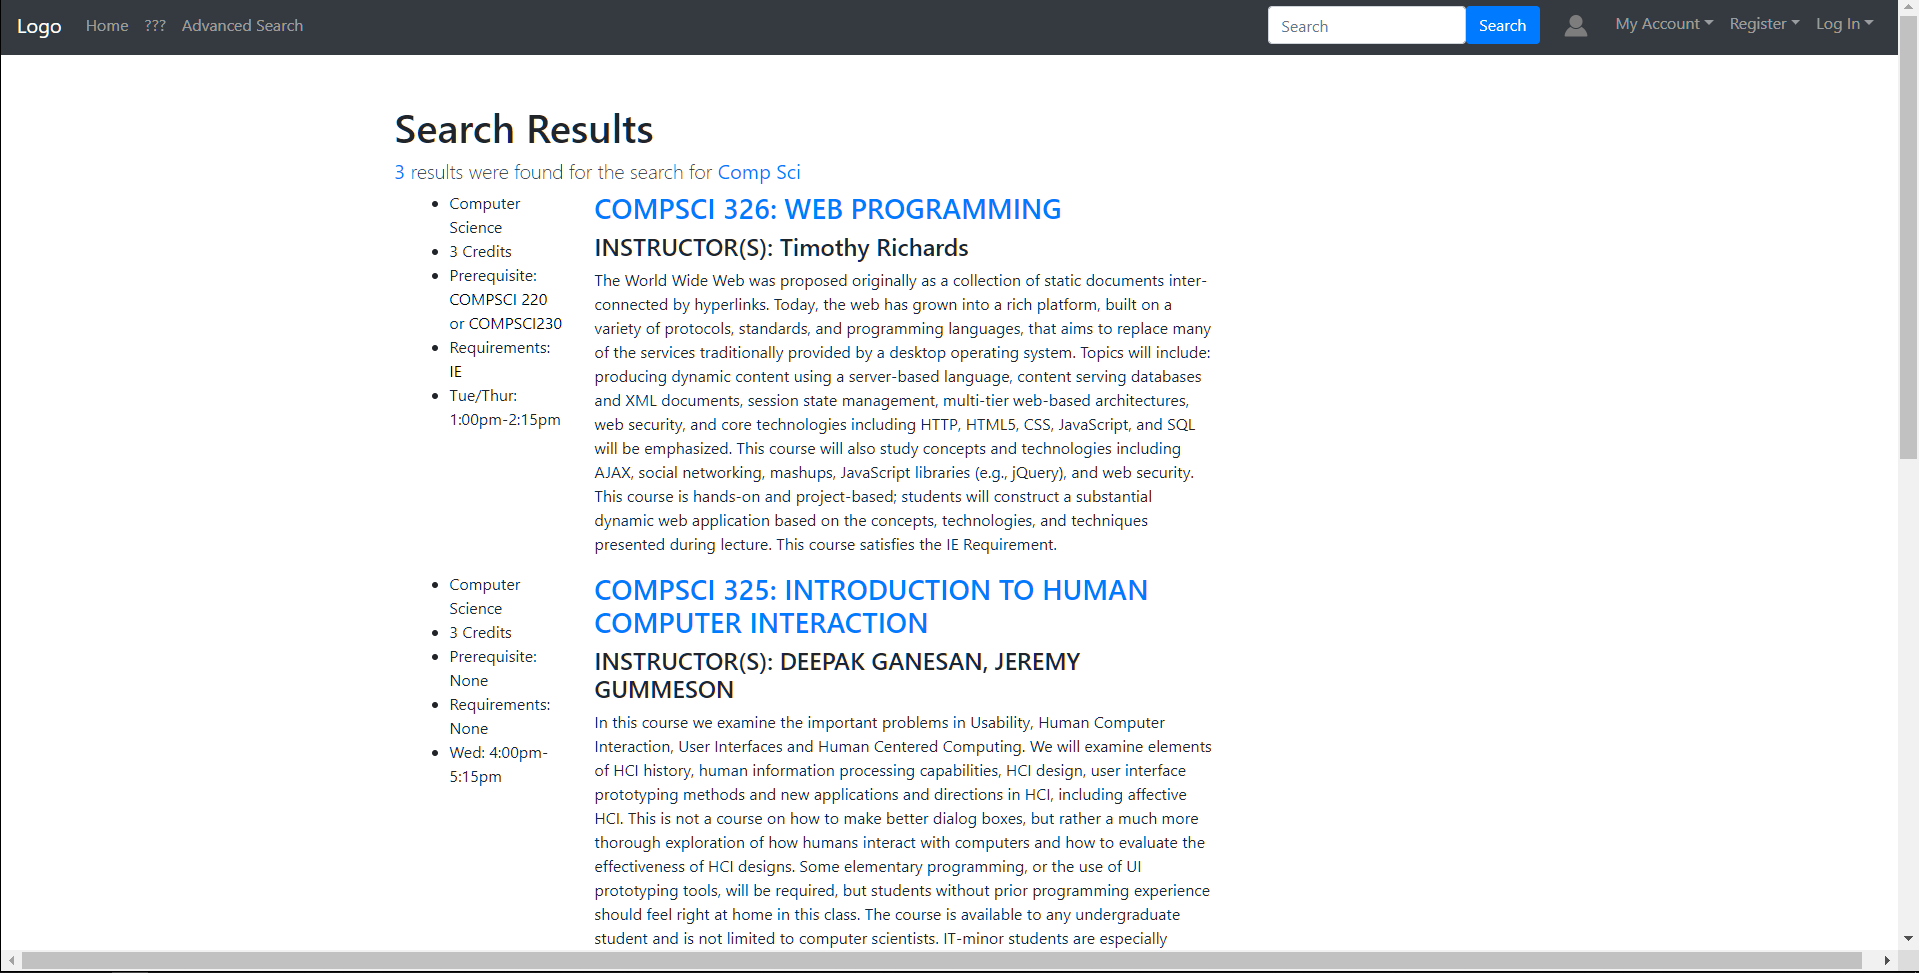 Logo Home ??? Advanced Search Search Search My Account Register Log In
Search Results
3 results were found for the search for Comp Sci
Computer
Science
3 Credits
Prerequisite:
COMPSCI 220
or COMPSCI230
Requirements:
IE
Tue/Thur:
1:00pm-2:15pm
COMPSCI 326: WEB PROGRAMMING
INSTRUCTOR(S): Timothy Richards
The World Wide Web was proposed originally as a collection of static documents inter-
connected by hyperlinks. Today, the web has grown into a rich platform, built on a
variety of protocols, standards, and programming languages, that aims to replace many
of the services traditionally provided by a desktop operating system. Topics will include:
producing dynamic content using a server-based language, content serving databases
and XML documents, session state management, multi-tier web-based architectures,
web security, and core technologies including HTTP, HTML5, CSS, JavaScript, and SQL
will be emphasized. This course will also study concepts and technologies including
AJAX, social networking, mashups, JavaScript libraries (e.g., jQuery), and web security.
This course is hands-on and project-based; students will construct a substantial
dynamic web application based on the concepts, technologies, and techniques
presented during lecture. This course satisfies the IE Requirement.
Computer
Science
3 Credits
Prerequisite:
None
Requirements:
None
Wed: 4:00pm-
5:15pm
COMPSCI 325: INTRODUCTION TO HUMAN
COMPUTER INTERACTION
INSTRUCTOR(S): DEEPAK GANESAN, JEREMY
GUMMESON
In this course we examine the important problems in Usability, Human Computer
Interaction, User Interfaces and Human Centered Computing. We will examine elements
of HCI history, human information processing capabilities, HCI design, user interface
prototyping methods and new applications and directions in HCI, including affective
HCI. This is not a course on how to make better dialog boxes, but rather a much more
thorough exploration of how humans interact with computers and how to evaluate the
effectiveness of HCI designs. Some elementary programming, or the use of UI
prototyping tools, will be required, but students without prior programming experience
should feel right at home in this class. The course is available to any undergraduate
student and is not limited to computer scientists. IT-minor students are especially